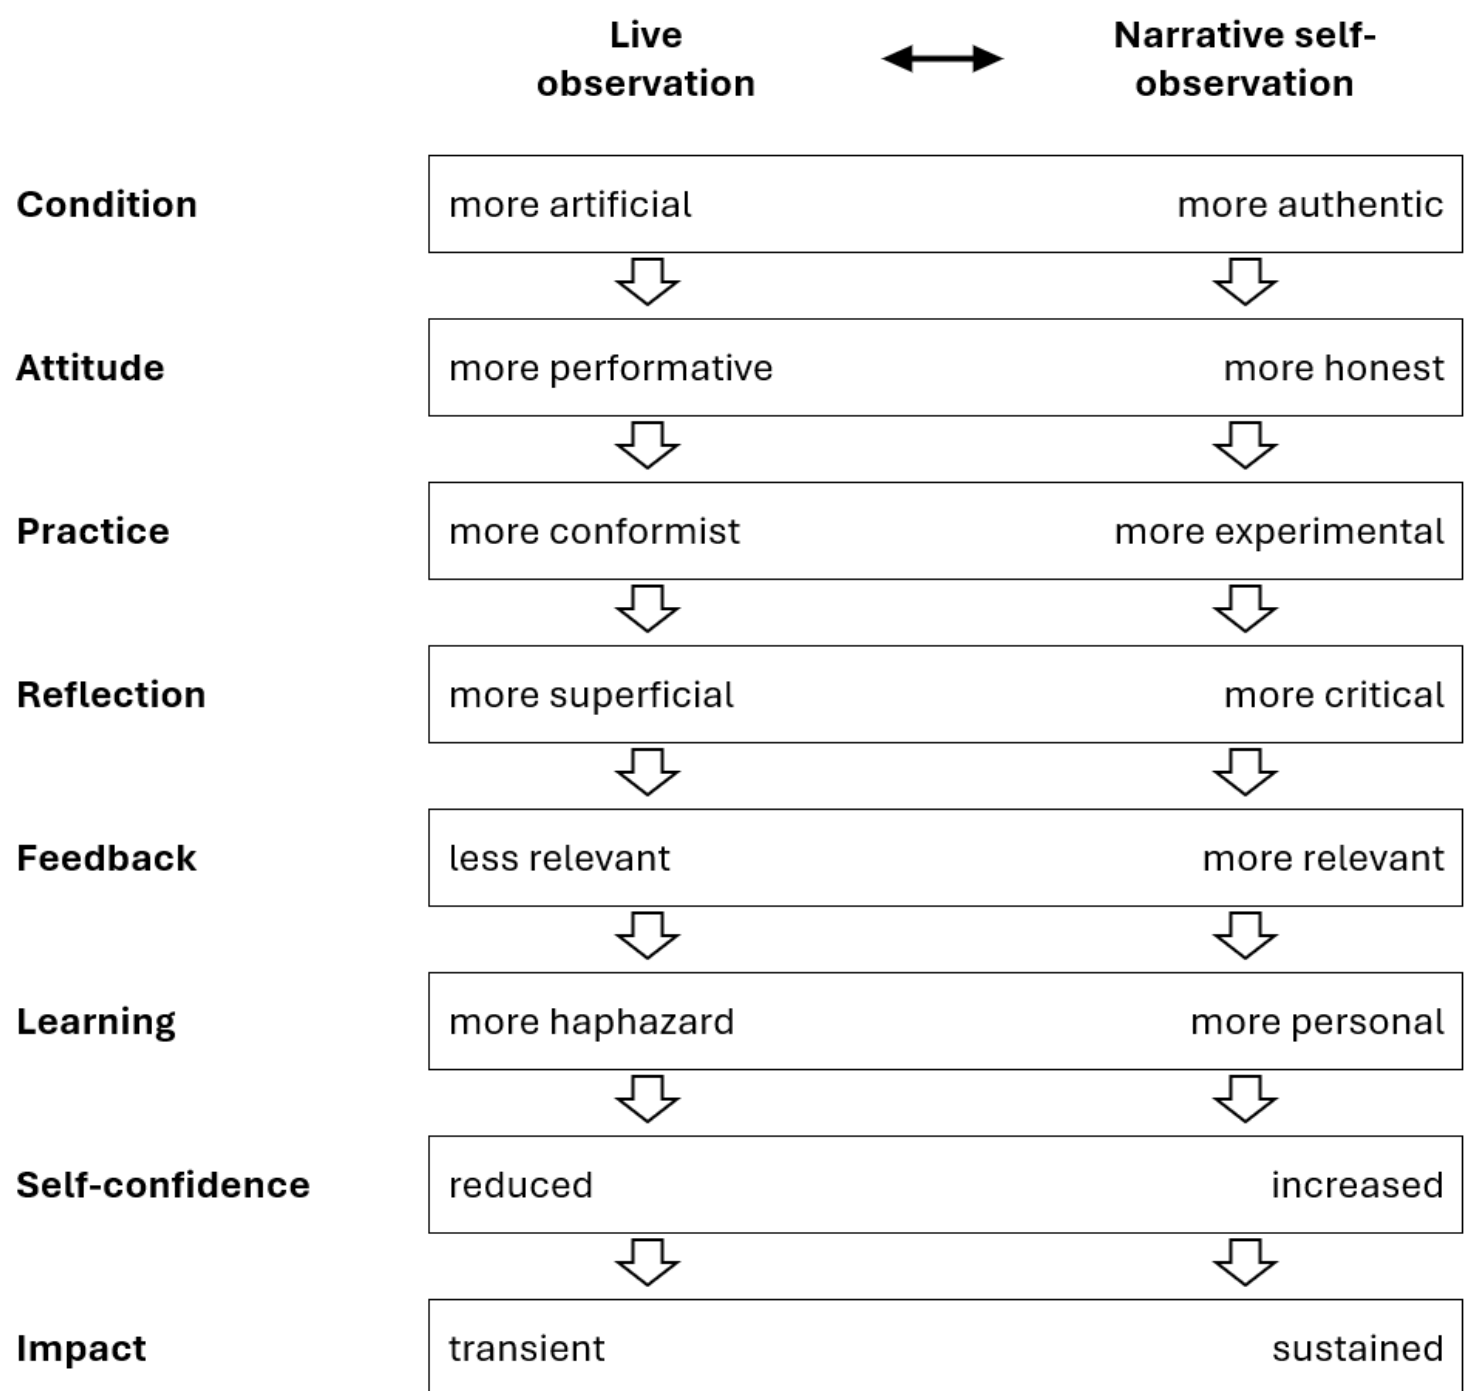 Live
observation
Narrative self-
observation
Condition
more artificial
more authentic
Attitude
more performative
more honest
Practice
more conformist
more experimental
Reflection
more superficial
more critical
Feedback
less relevant
more relevant
Learning
more haphazard
more personal
Self-confidence
reduced
increased
Impact
transient
sustained